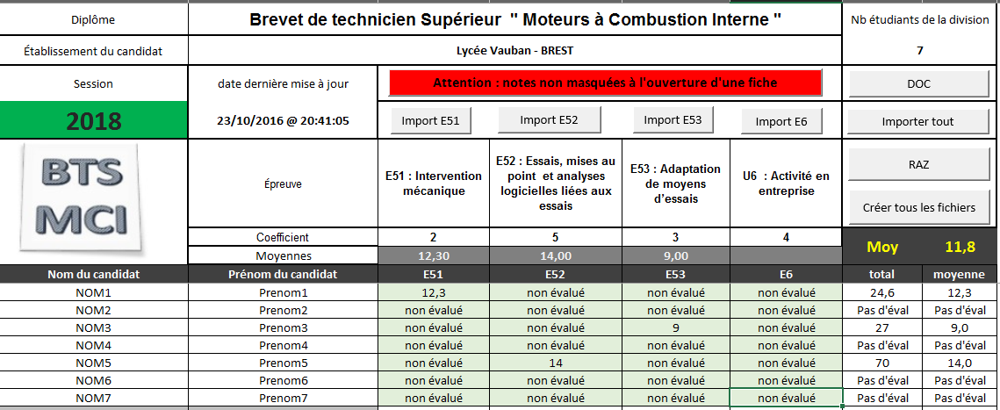 Diplôme
Brevet de technicien Supérieur " Moteurs à Combustion Interne "
Nb étudiants de la division
Établissement du candidat
Lycée Vauban - BREST
7
Session
date dernière mise à jour
Attention : notes non masquées à l'ouverture d'une fiche
DOC
2018
23/10/2016 @ 20:41:05
Import E51
Import E52
Import E53
Import E6
Importer tout
BTS
MCI
Épreuve
E51 : Intervention
mécanique
E52 : Essais, mises au
point et analyses
logicielles liées aux
essais
E53 : Adaptation
de moyens
d'essais
U6 : Activité en
entreprise
RAZ
Créer tous les fichiers
Coefficient 2 5 3 4
Moyennes 12,30 14,00 9,00
Moy 11,8
Nom du candidat Prénom du candidat E51 E52 E53 E6 total moyenne
NOM1 Prenom1 12,3 non évalué non évalué non évalué 24,6 12,3
NOM2 Prenom2 non évalué non évalué non évalué non évalué Pas d'éval Pas d'éval
NOM3 Prenom3 non évalué non évalué 9 non évalué 27 9,0
NOM4 Prenom4 non évalué non évalué non évalué non évalué Pas d'éval Pas d'éval
NOM5 Prenom5 non évalué 14 non évalué non évalué 70 14,0
NOM6 Prenom6 non évalué non évalué non évalué non évalué Pas d'éval Pas d'éval
NOM7 Prenom7 non évalué non évalué non évalué non évalué Pas d'éval Pas d'éval